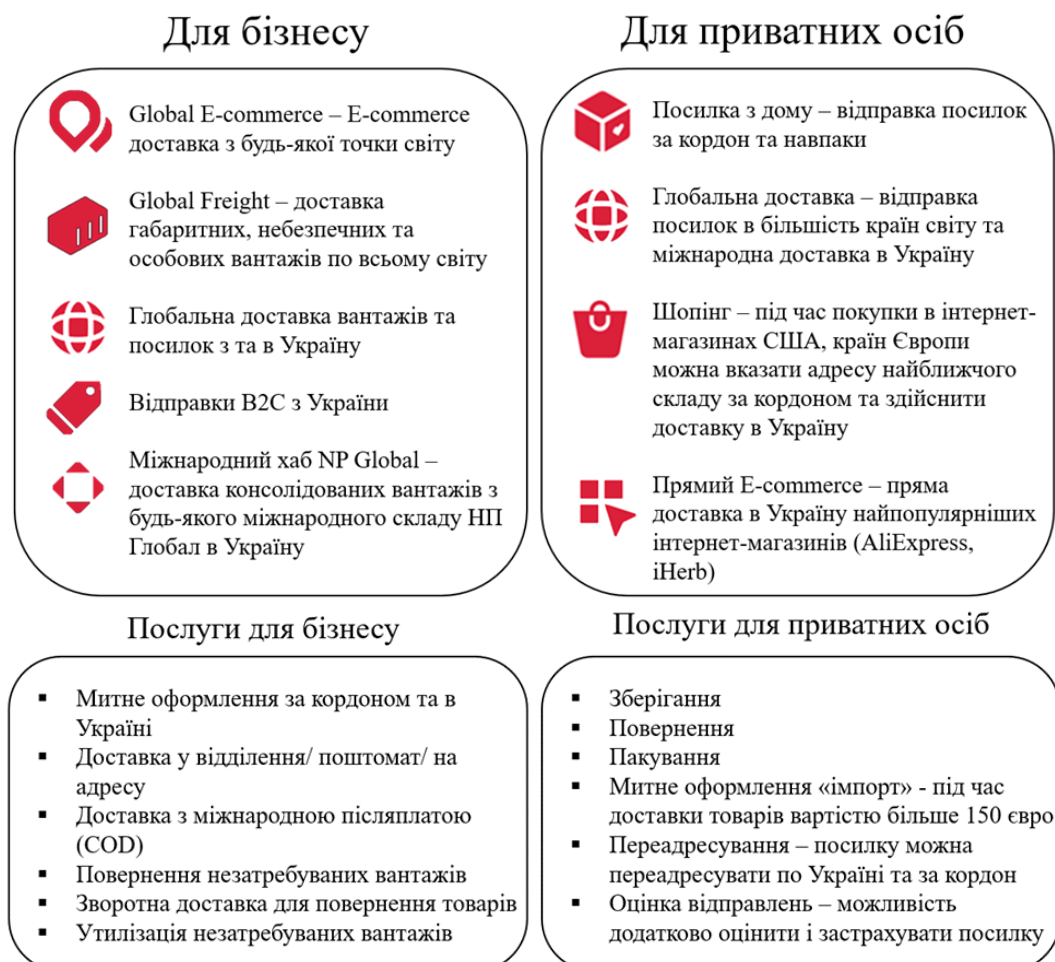 Для бізнесу
Global E-commerce – E-commerce
доставка з будь-якої точки світу
Global Freight – доставка
габаритних, небезпечних та
особових вантажів по всьому світу
Глобальна доставка вантажів та
посилок з та в Україну
Відправки B2C з України
Міжнародний хаб NP Global –
доставка консолідованих вантажів з
будь-якого міжнародного складу НП
Глобал в Україну
Для приватних осіб
Посилка з дому – відправка посилок
за кордон та навпаки
Глобальна доставка – відправка
посилок в більшість країн світу та
міжнародна доставка в Україну
Шопінг – під час покупки в інтернет-
магазинах США, країн Європи
можна вказати адресу найближчого
складу за кордоном та здійснити
доставку в Україну
Прямий E-commerce – пряма
доставка в Україну найпопулярніших
інтернет-магазинів (AliExpress,
iHerb)
Послуги для бізнесу
▪ Митне оформлення за кордоном та в
Україні
▪ Доставка у відділення/ поштомат/ на
адресу
▪ Доставка з міжнародною післяплатою
(COD)
▪ Повернення незатребуваних вантажів
▪ Зворотна доставка для повернення товарів
▪ Утилізація незатребуваних вантажів
Послуги для приватних осіб
▪ Зберігання
▪ Повернення
▪ Пакування
▪ Митне оформлення «імпорт» - під час
доставки товарів вартістю більше 150 євро
▪ Переадресування – посилку можна
переадресувати по Україні та за кордон
▪ Оцінка відправлень – можливість
додатково оцінити і застрахувати посилку